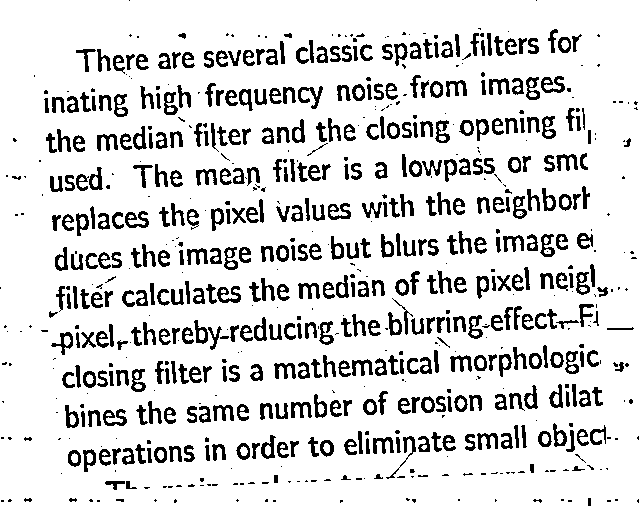 There are several classic spatial filters for
inating high frequency noise from images.
the median filter and the closing opening fil
used. The mean filter is a lowpass or smo
replaces the pixel values with the neighborh
duces the image noise but blurs the image e
filter calculates the median of the pixel neigl
pixel, thereby reducing the blurring effect. Fi
closing filter is a mathematical morphologic
bines the same number of erosion and dilat
operations in order to eliminate small object